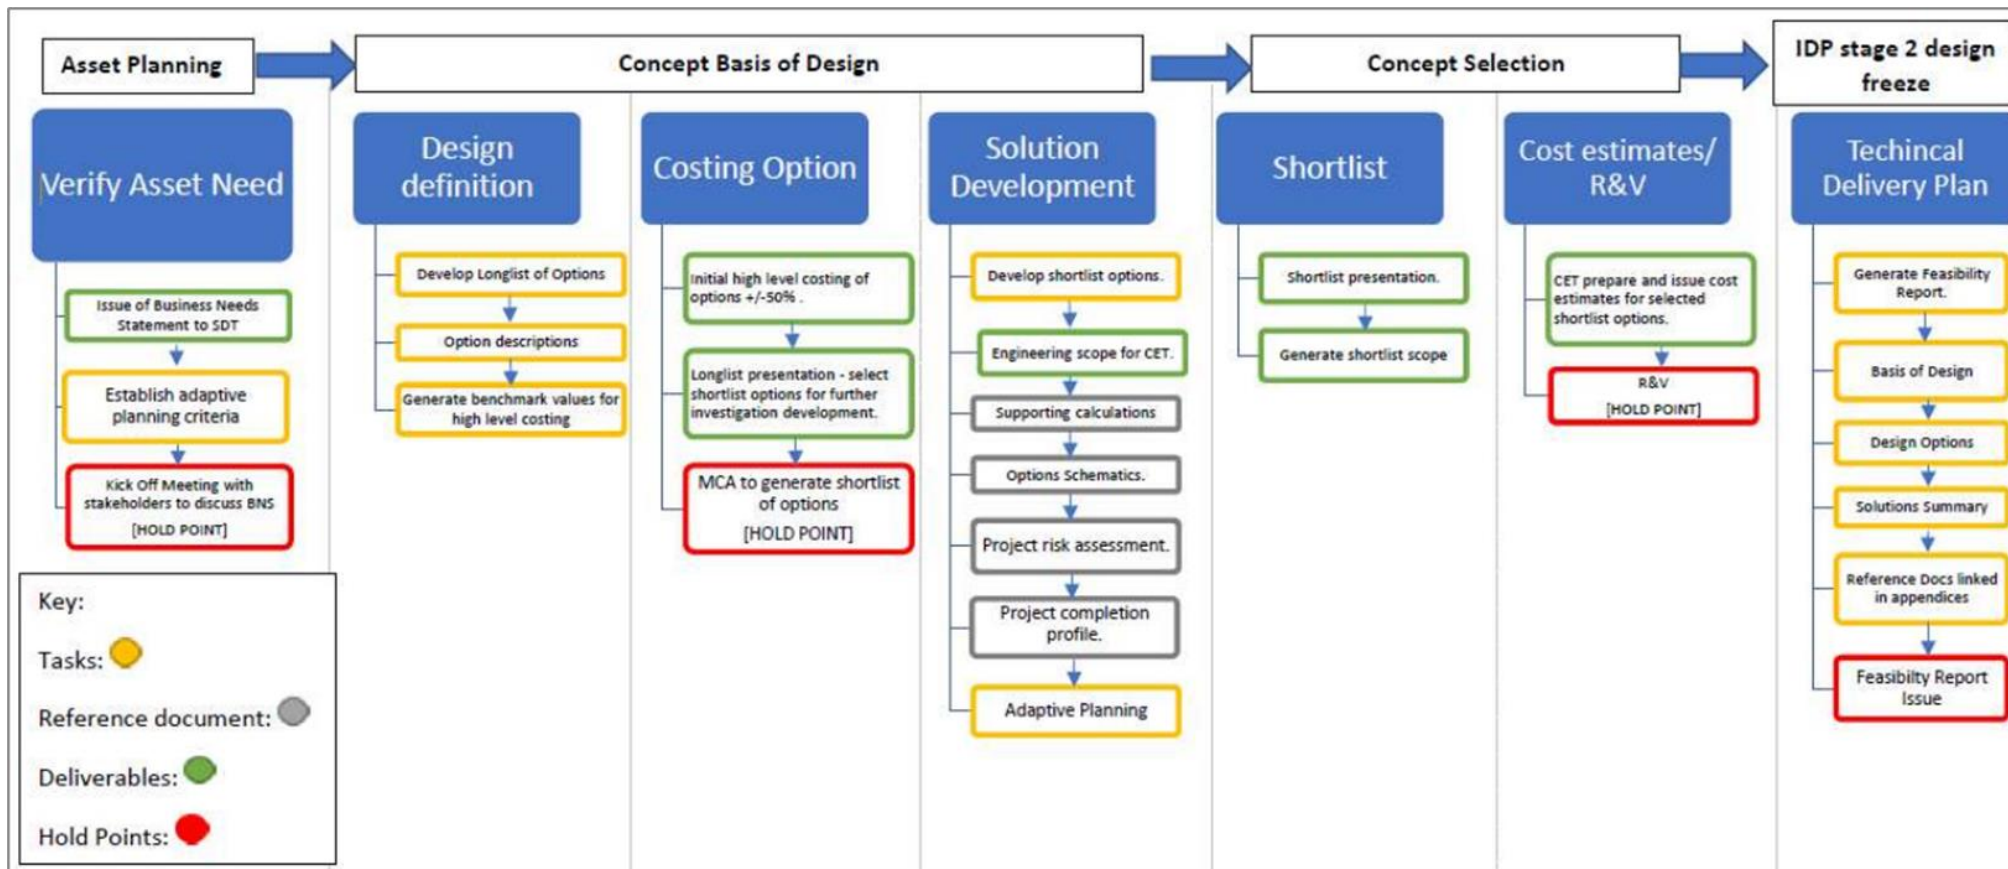 Asset Planning
Concept Basis of Design
Concept Selection
IDP stage 2 design
freeze
Verify Asset Need
Issue of Business Needs
Statement to SDT
Establish adaptive
planning criteria
Kick Off Meeting with
stakeholders to discuss BNS
[HOLD POINT]
Design
definition
Develop Longlist of Options
Option descriptions
Generate benchmark values for
high level costing
Costing Option
Initial high level costing of
options +/-50% .
Longlist presentation - select
shortlist options for further
investigation development.
MCA to generate shortlist
of options
[HOLD POINT]
Solution
Development
Develop shortlist options.
Engineering scope for CET.
Supporting calculations
Options Schematics.
Project risk assessment.
Project completion
profile.
Adaptive Planning
Shortlist
Shortlist presentation.
Generate shortlist scope
Cost estimates/
R&V
CET prepare and issue cost
estimates for selected
shortlist options.
R&V
[HOLD POINT]
Techincal
Delivery Plan
Generate Feasibility
Report.
Basis of Design
Design Options
Solutions Summary
Reference Docs linked
in appendices
Feasibilty Report
Issue
Key:
Tasks:
Reference document:
Deliverables:
Hold Points: